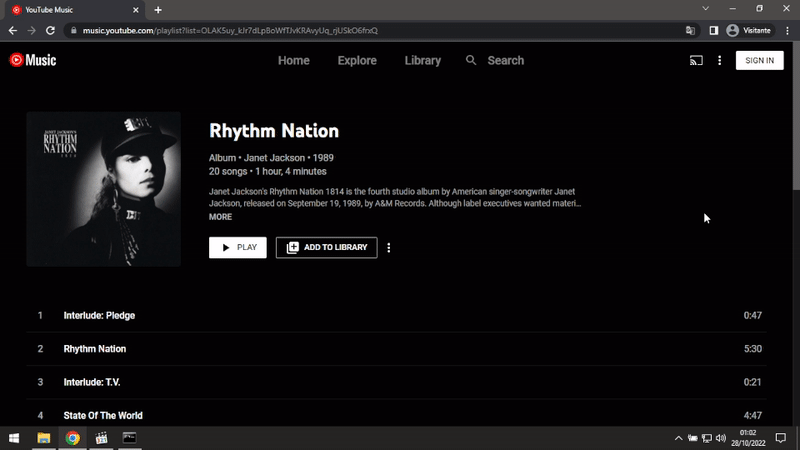 YouTube Music
music.youtube.com/playlist?list=OLAK5uy_kJr7dLpBoWfTJvKRAvyUq_rjUSkO6frxQ
Visitante
Music
Home
Explore
Library
Search
SIGN IN
JANET JACKSON'S
RHYTHM
NATION
1814
Rhythm Nation
Album • Janet Jackson • 1989
20 songs • 1 hour, 4 minutes
Janet Jackson's Rhythm Nation 1814 is the fourth studio album by American singer-songwriter Janet
Jackson, released on September 19, 1989, by A&M Records. Although label executives wanted materi...
MORE
PLAY
ADD TO LIBRARY
1 Interlude: Pledge 0:47
2 Rhythm Nation 5:30
3 Interlude: T.V. 0:21
4 State Of The World 4:47
01:02
28/10/2022